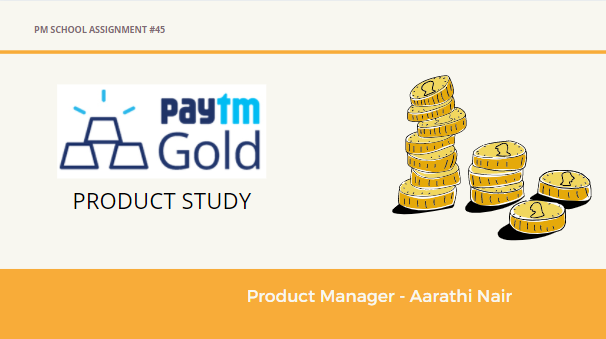 PM SCHOOL ASSIGNMENT #45
paytm
Gold
PRODUCT STUDY
Product Manager - Aarathi Nair